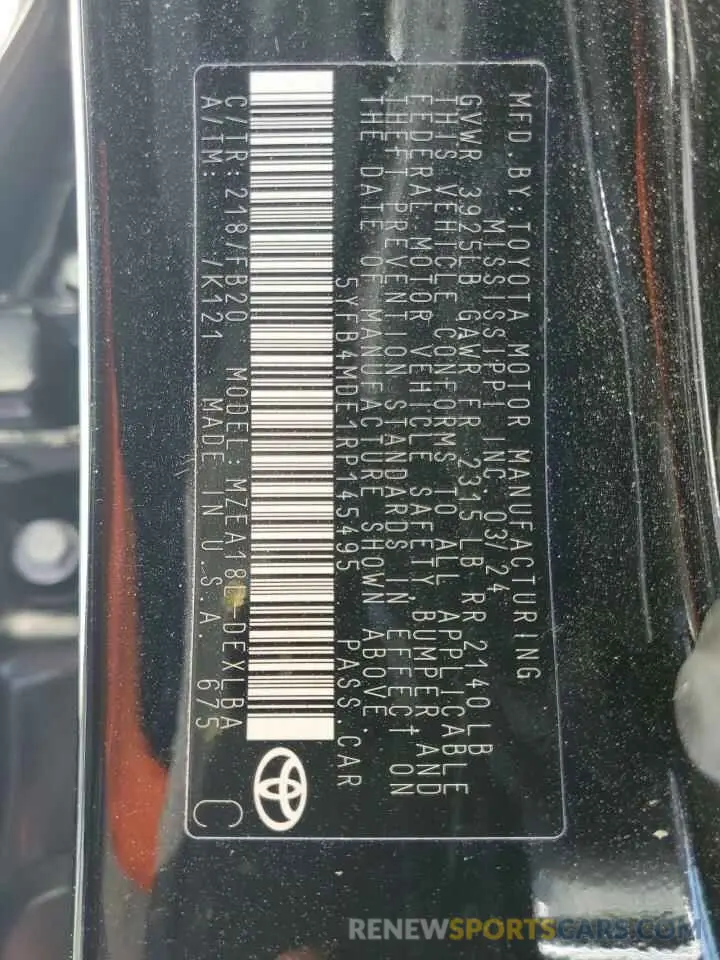 MFD.BY:TOYOTA MOTOR MANUFACTURING
MISSISSIPPI INC. 03/24
GVWR 3925LB GAWR FR 2315 LB RR 2140 LB
THIS VEHICLE CONFORMS TO ALL APPLICABLE
FEDERAL MOTOR VEHICLE SAFETY, BUMPER AND
THEFT PREVENTION STANDARDS IN EFFECT ON
THE DATE OF MANUFACTURE SHOWN ABOVE.
5YFB4MDE1RP145495 PASS.CAR
C/TR: 218/FB20 MODEL: MZEA18L-DEXLBA
A/TM: /K121 MADE IN U.S.A. 675
C
RENEWSPORTSCARS.COM